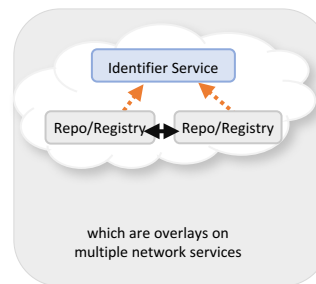 Identifier Service
Repo/Registry Repo/Registry
which are overlays on
multiple network services